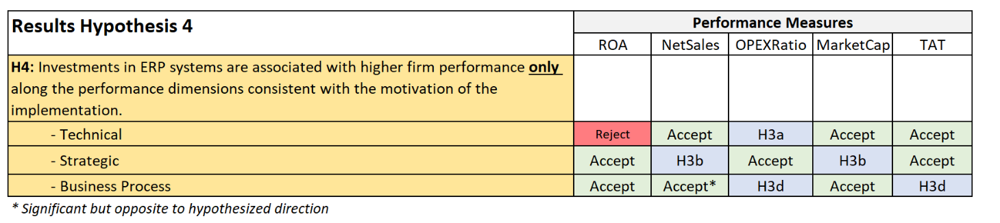 Results Hypothesis 4
Performance Measures
ROA NetSales OPEXRatio MarketCap TAT
H4: Investments in ERP systems are associated with higher firm performance only
along the performance dimensions consistent with the motivation of the
implementation.
- Technical Reject Accept H3a Accept Accept
- Strategic Accept H3b Accept H3b Accept
- Business Process Accept Accept* H3d Accept H3d
* Significant but opposite to hypothesized direction